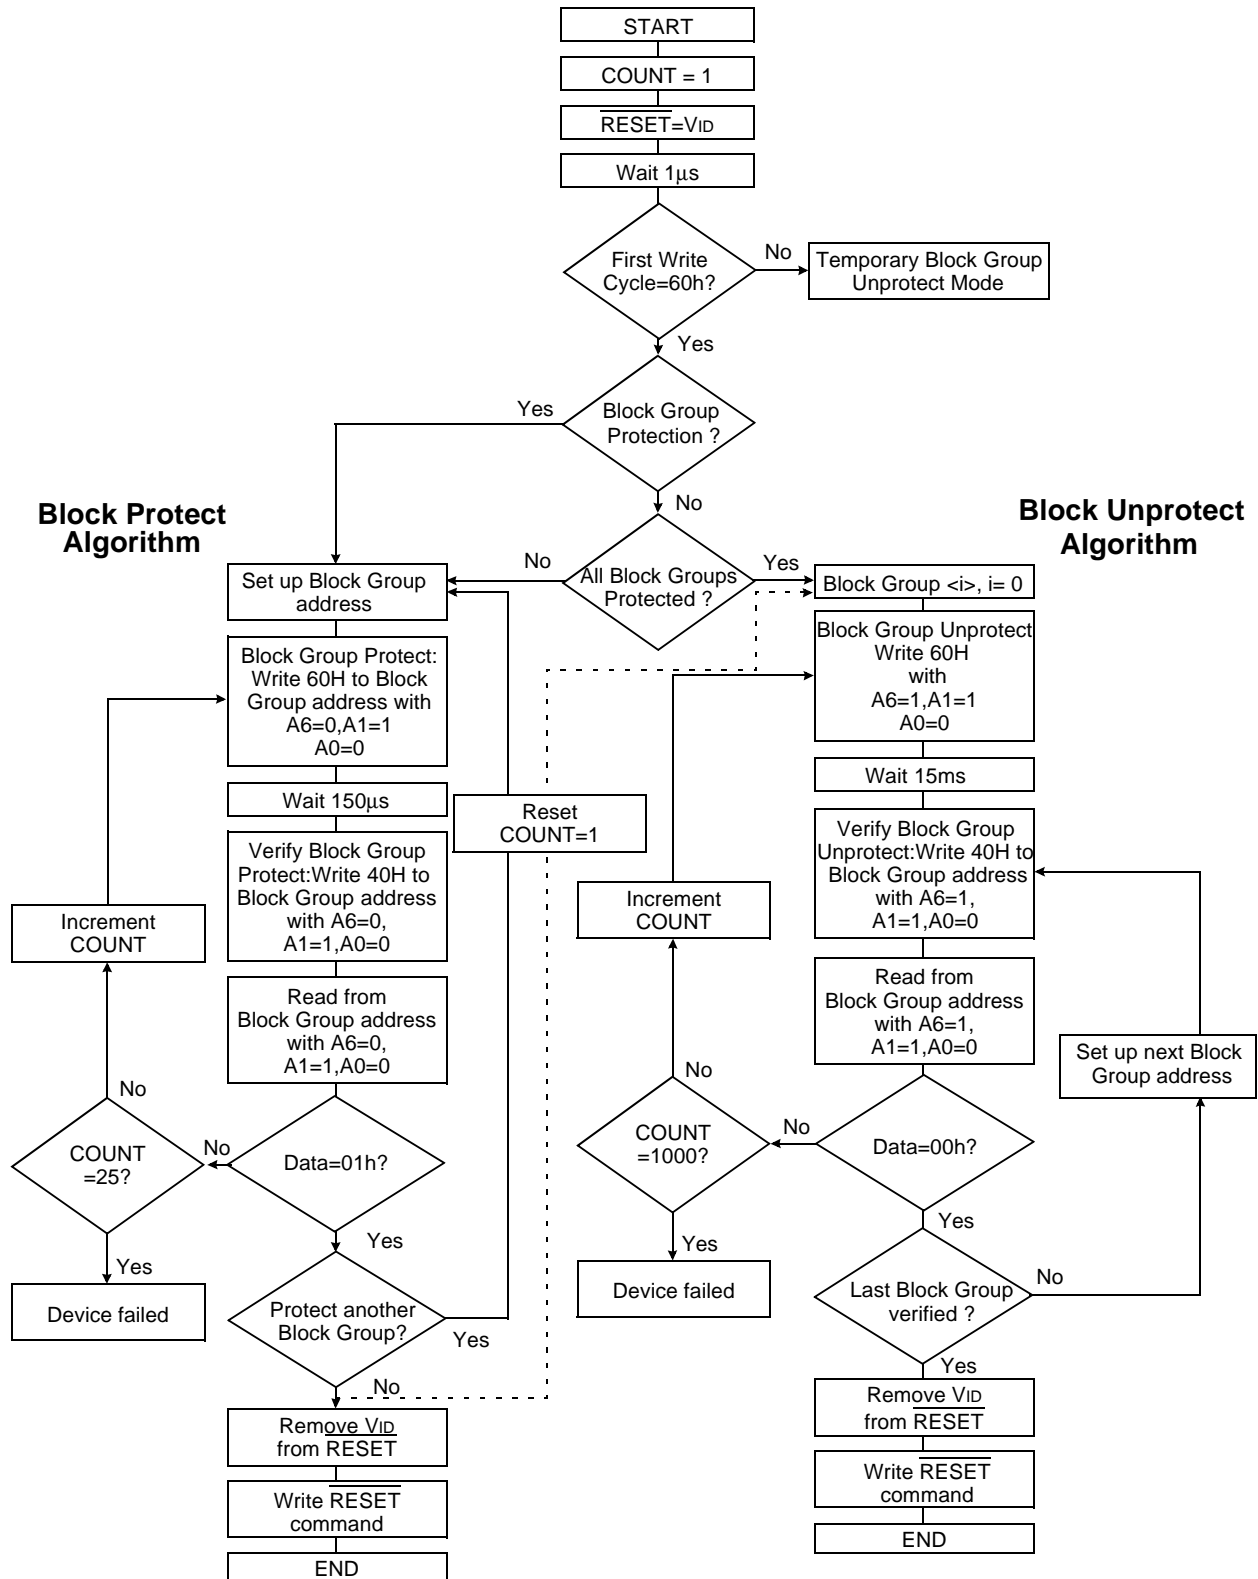 START
COUNT = 1
RESET=VID
Wait 1μs
First Write
Cycle=60h?
No
Temporary Block Group
Unprotect Mode
Yes
Block Group
Protection ?
Yes
No
Block Protect
Algorithm
Block Unprotect
Algorithm
All Block Groups
Protected ?
No
Yes
Set up Block Group
address
Block Group Protect:
Write 60H to Block
Group address with
A6=0,A1=1
A0=0
Wait 150μs
Verify Block Group
Protect:Write 40H to
Block Group address
with A6=0,
A1=1,A0=0
Read from
Block Group address
with A6=0,
A1=1,A0=0
Data=01h?
No
COUNT
=25?
No
Increment
COUNT
Yes
Device failed
Yes
Protect another
Block Group?
Yes
Reset
COUNT=1
No
Remove VID
from RESET
Write RESET
command
END
Block Group <i>, i= 0
Block Group Unprotect
Write 60H
with
A6=1,A1=1
A0=0
Wait 15ms
Verify Block Group
Unprotect:Write 40H to
Block Group address
with A6=1,
A1=1,A0=0
Read from
Block Group address
with A6=1,
A1=1,A0=0
Data=00h?
No
COUNT
=1000?
No
Increment
COUNT
Yes
Device failed
Yes
Last Block Group
verified ?
No
Set up next Block
Group address
Yes
Remove VID
from RESET
Write RESET
command
END